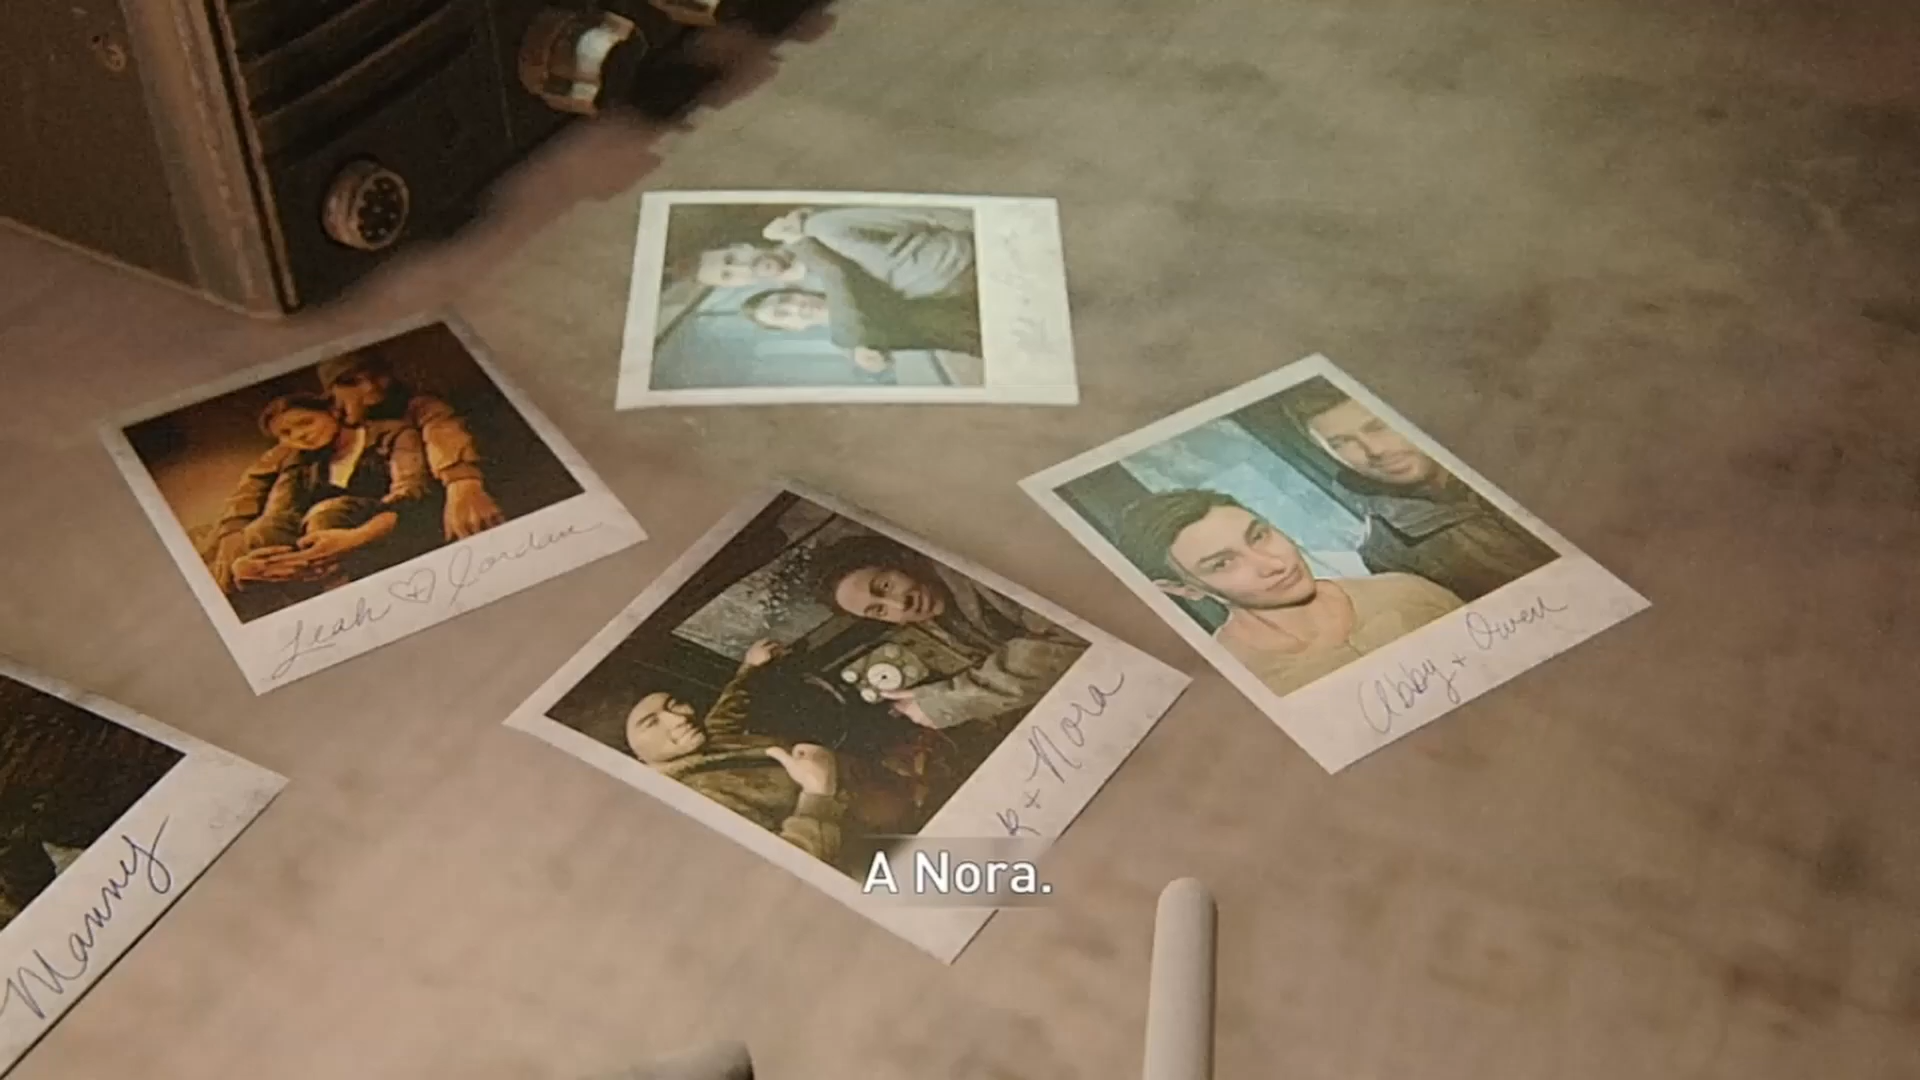 Leah + Jordan
Abby + Owen
k + Nora
Manny
A Nora.